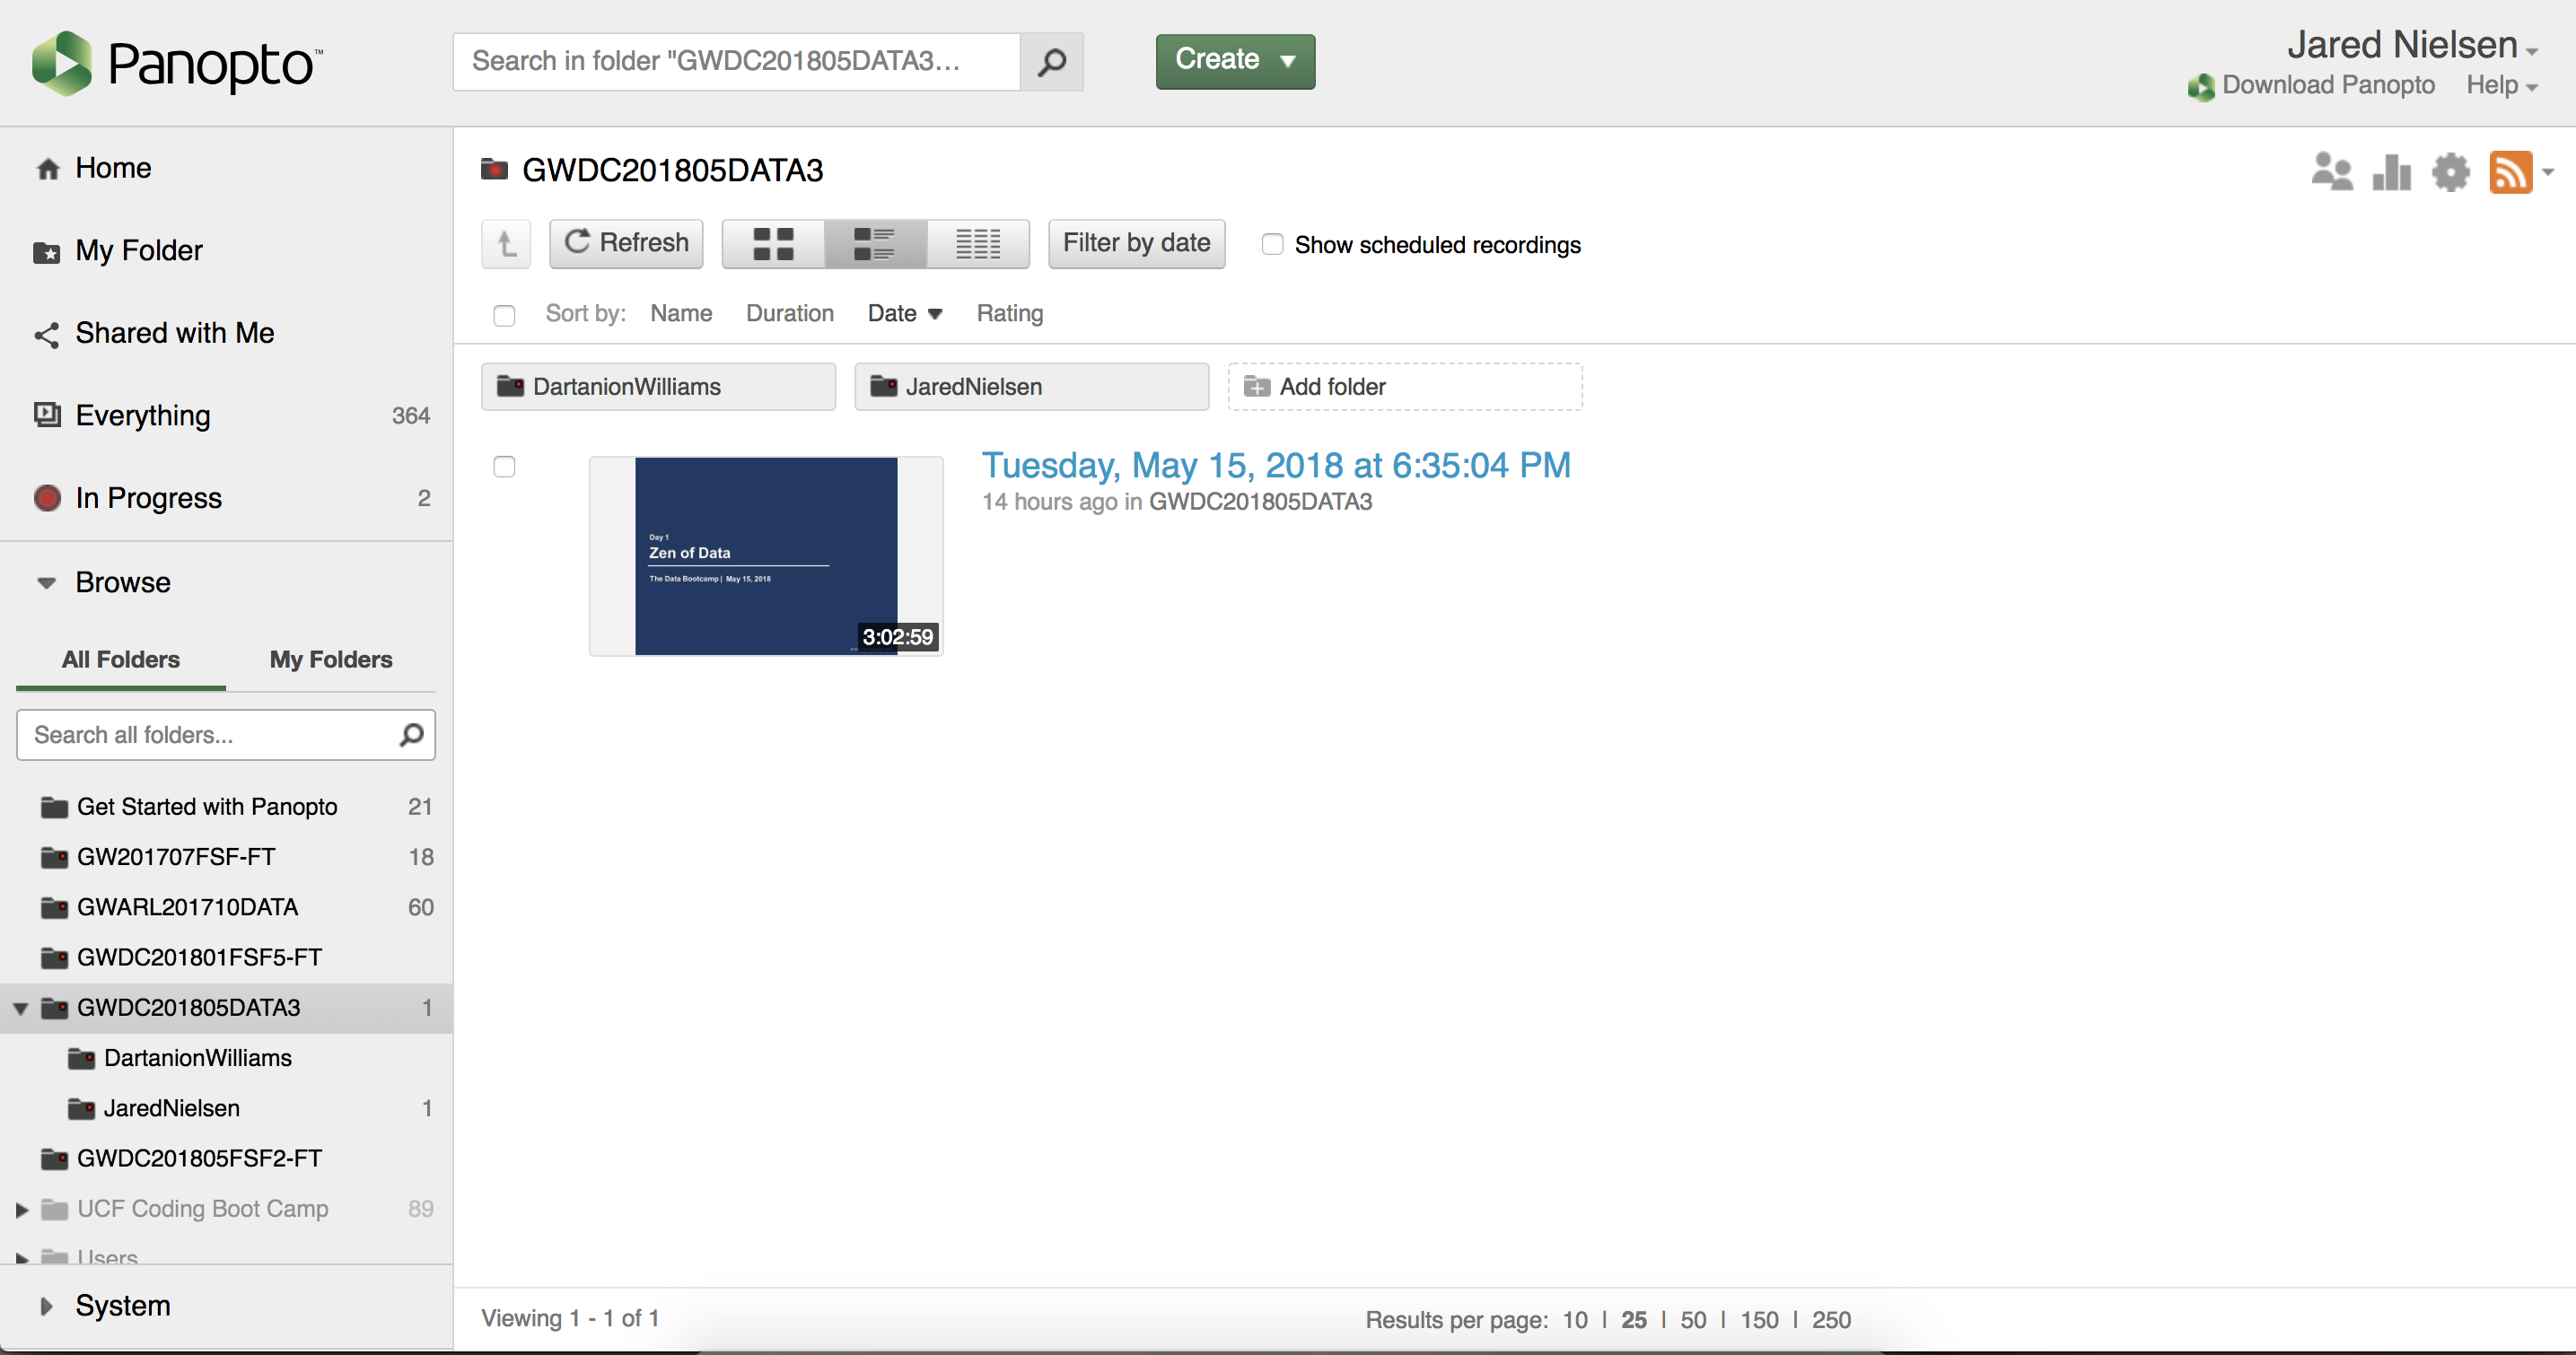 Panopto™
Search in folder "GWDC201805DATA3...
Create
Jared Nielsen
Download Panopto Help
Home
My Folder
Shared with Me
Everything 364
In Progress 2
Browse
All Folders My Folders
Search all folders...
Get Started with Panopto 21
GW201707FSF-FT 18
GWARL201710DATA 60
GWDC201801FSF5-FT
GWDC201805DATA3 1
DartanionWilliams
JaredNielsen 1
GWDC201805FSF2-FT
UCF Coding Boot Camp 89
Users
System
GWDC201805DATA3
Refresh Filter by date Show scheduled recordings
Sort by: Name Duration Date Rating
DartanionWilliams JaredNielsen Add folder
Day 1
Zen of Data
The Data Bootcamp | May 15, 2018
3:02:59
Tuesday, May 15, 2018 at 6:35:04 PM
14 hours ago in GWDC201805DATA3
Viewing 1 - 1 of 1
Results per page: 10 | 25 | 50 | 150 | 250